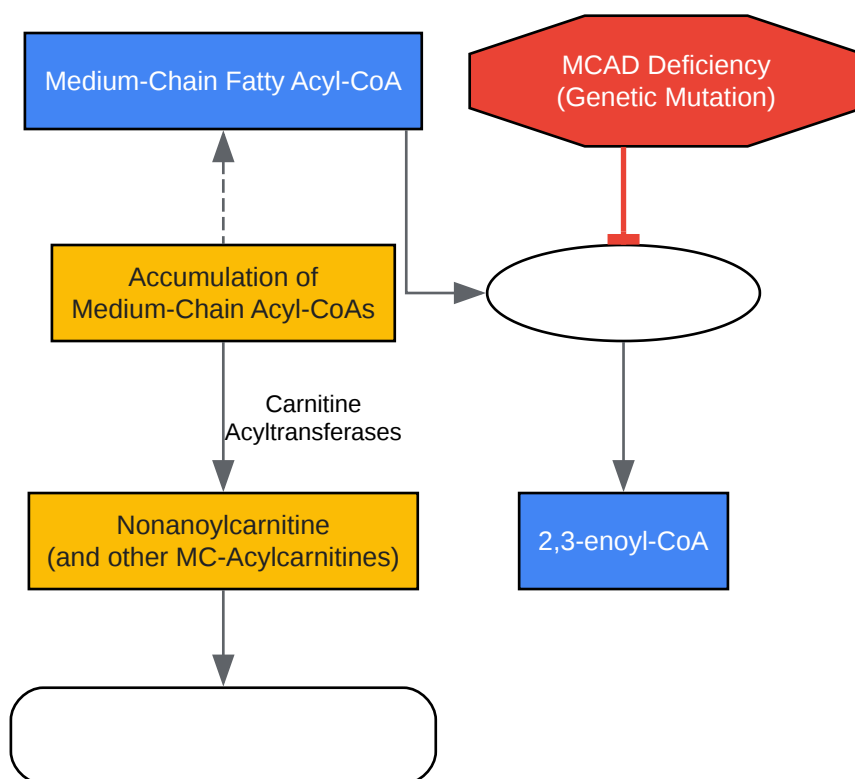 Medium-Chain Fatty Acyl-CoA
MCAD Deficiency
(Genetic Mutation)
Accumulation of
Medium-Chain Acyl-CoAs
Carnitine
Acyltransferases
Nonanoylcarnitine
(and other MC-Acylcarnitines)
2,3-enoyl-CoA